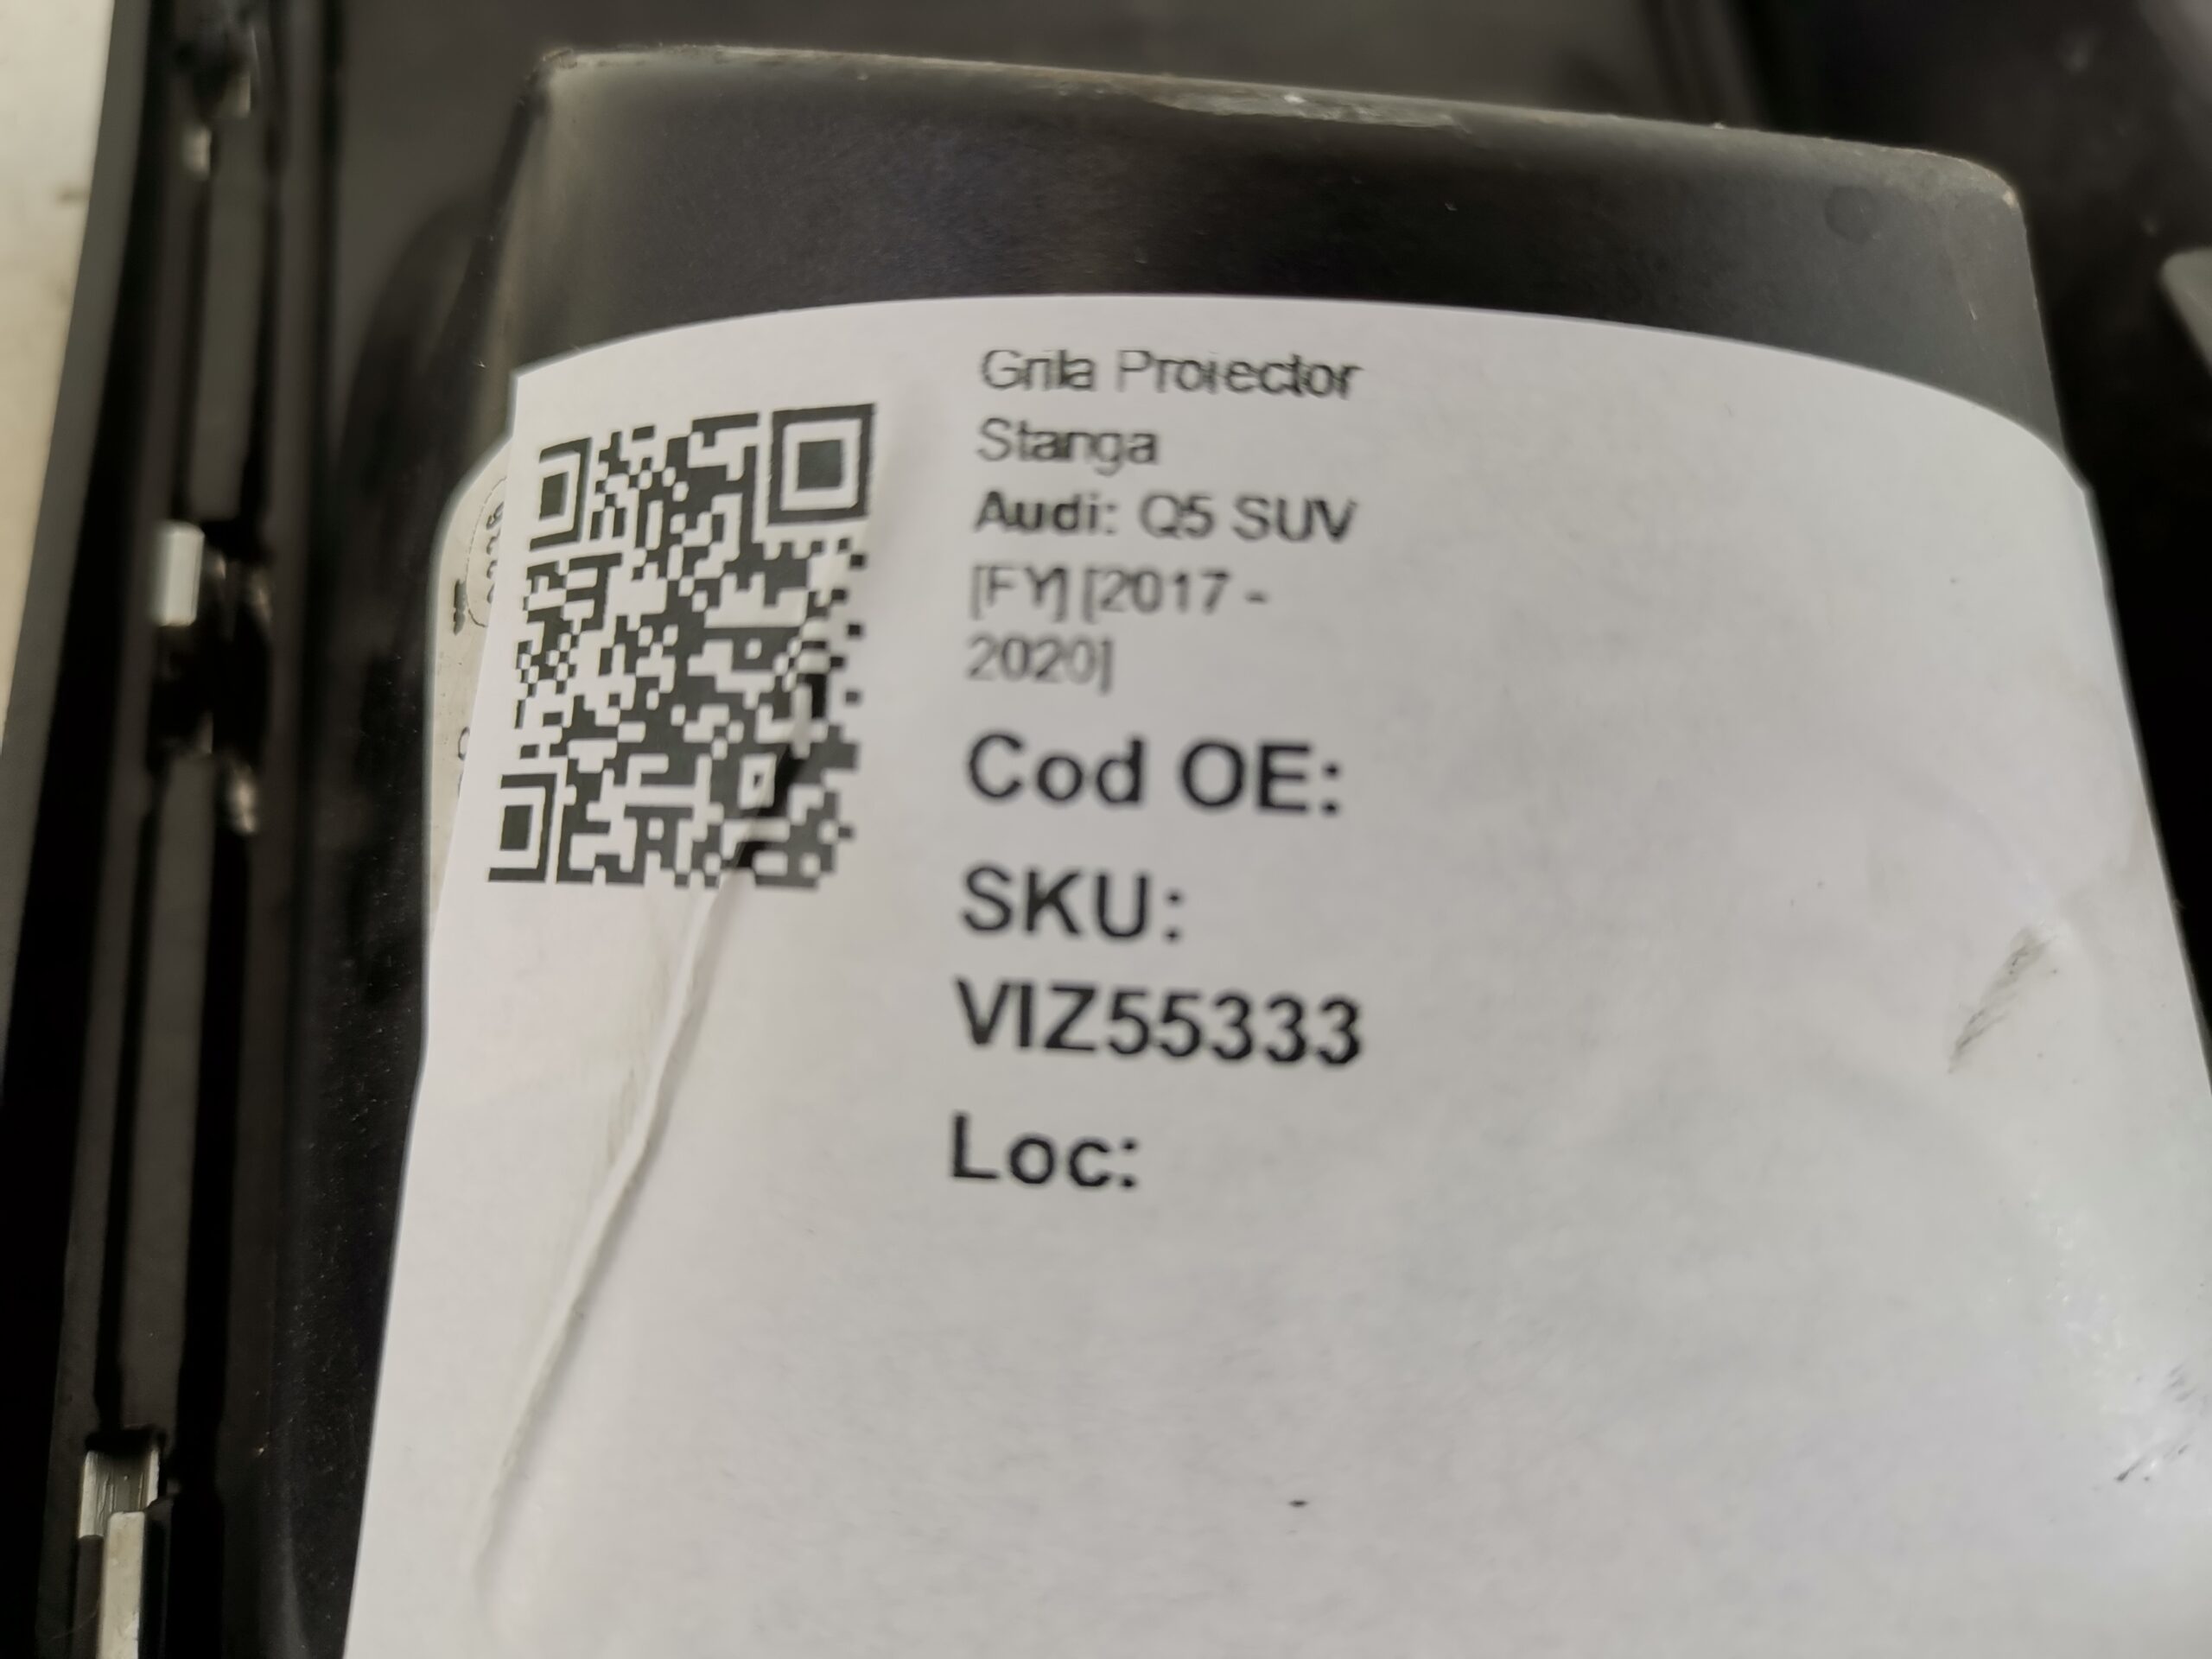 Grila Proiector
Stanga
Audi: Q5 SUV
[FY] [2017 -
2020]
Cod OE:
SKU:
VIZ55333
Loc: